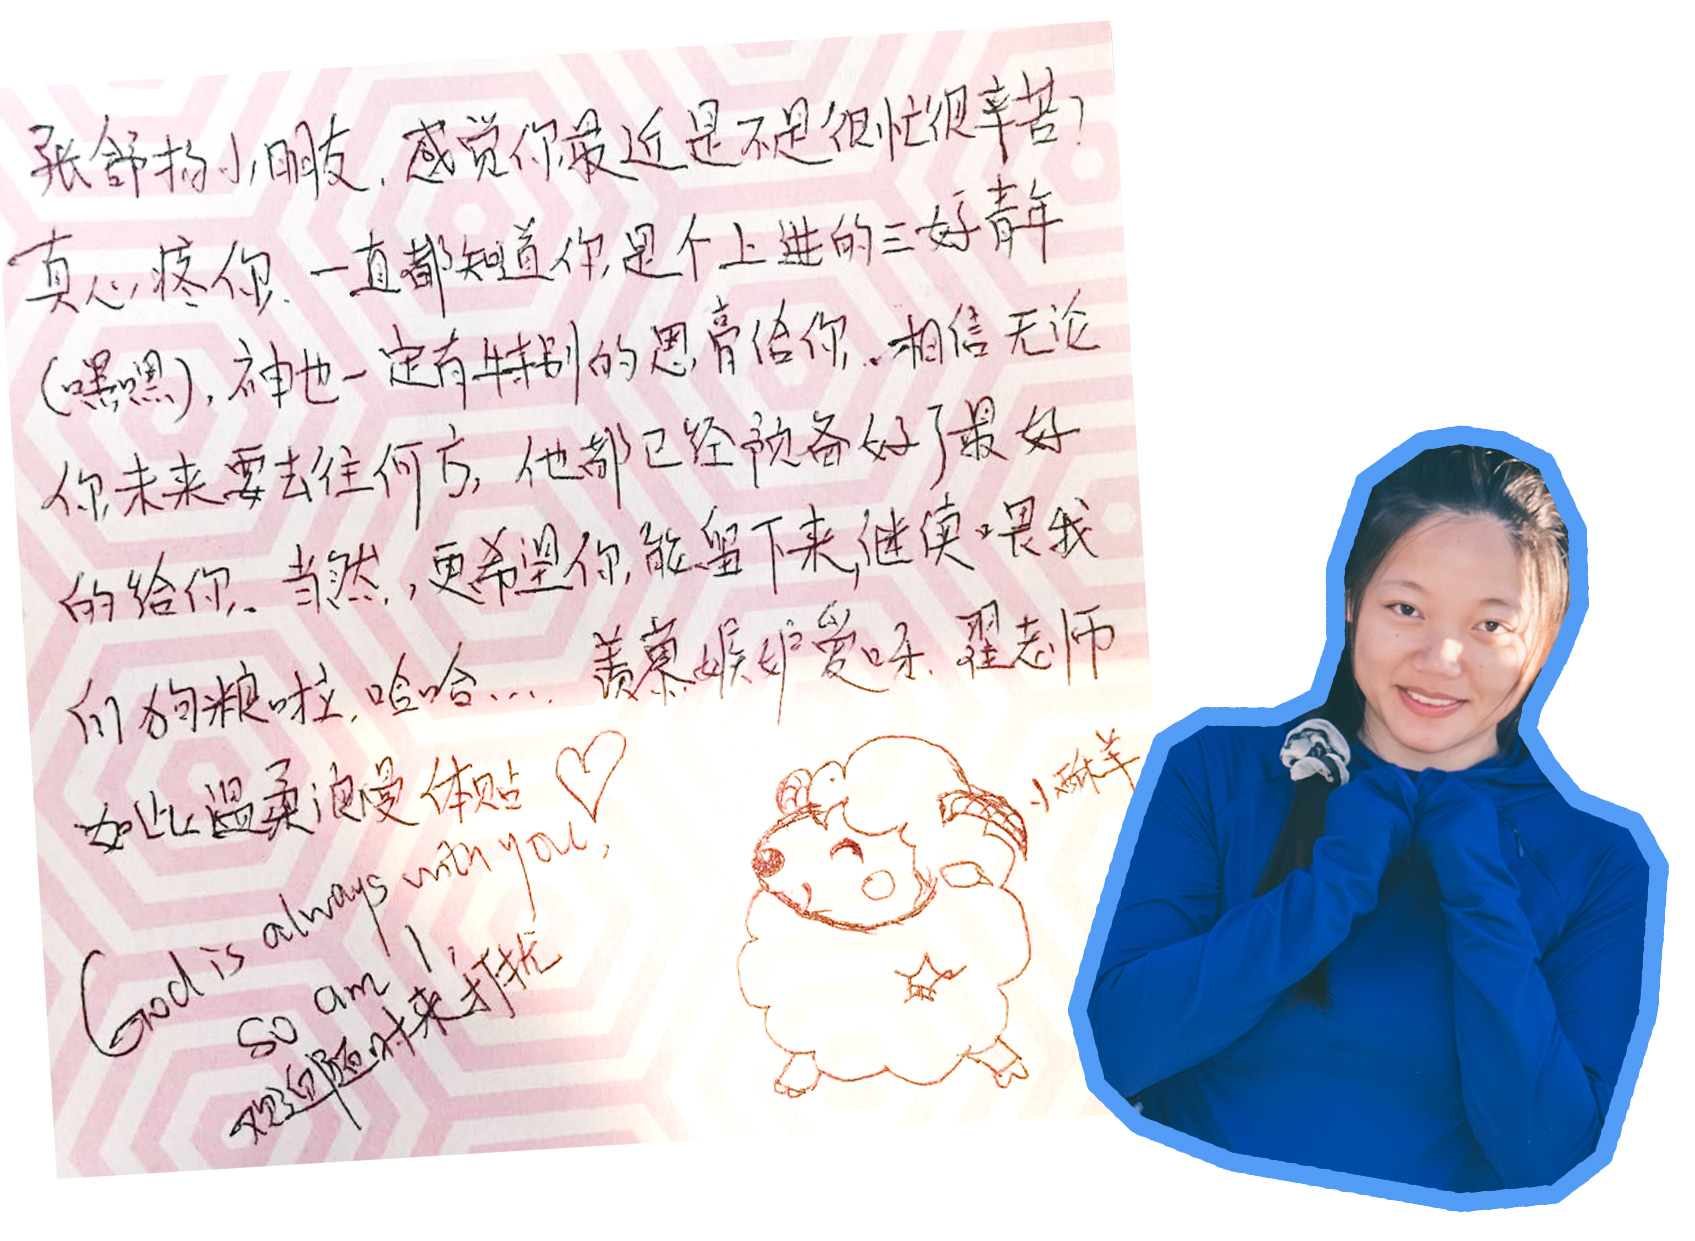 张舒扬小朋友，感觉你最近是不是很忙很辛苦？
真心疼你，一直都知道你是个上进的三好青年
(嘿嘿)，神也一定有特别的恩膏给你，相信无论
你未来要去往何方，他都已经预备好了最好
的给你。当然，更希望你能留下来，继续喂我
们狗粮啦，哈哈... 羡慕嫉妒爱呀，翟老师
如此温柔浪漫体贴
God is always with you,
so am I
欢迎随时来打扰
小酥羊